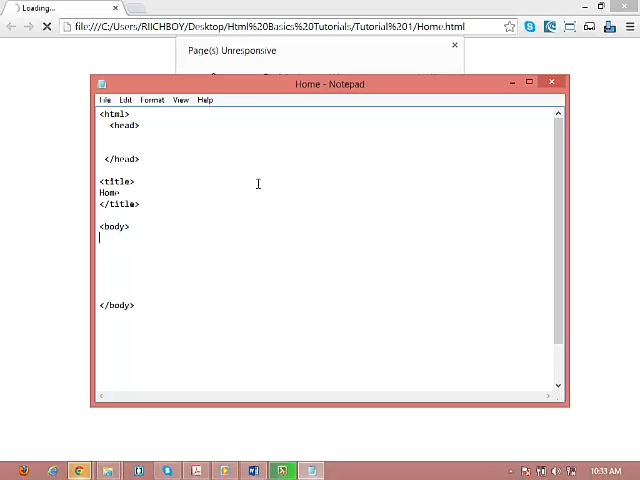 Loading...
file:///C:/Users/RIICHBOY/Desktop/Html%20Basics%20Tutorials/Tutorial%201/Home.html
Page(s) Unresponsive
Home - Notepad
File Edit Format View Help
<html>
<head>
</head>
<title>
Home
</title>
<body>
</body>
10:33 AM